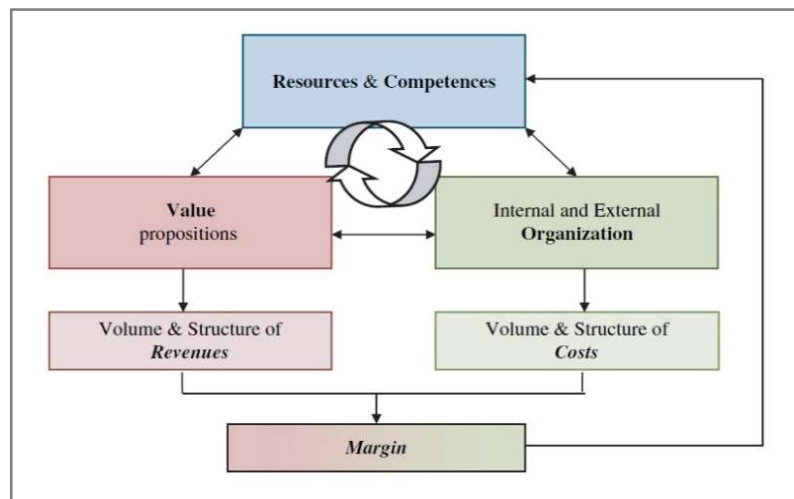 Resources & Competences
Value
propositions
Internal and External
Organization
Volume & Structure of
Revenues
Volume & Structure of
Costs
Margin